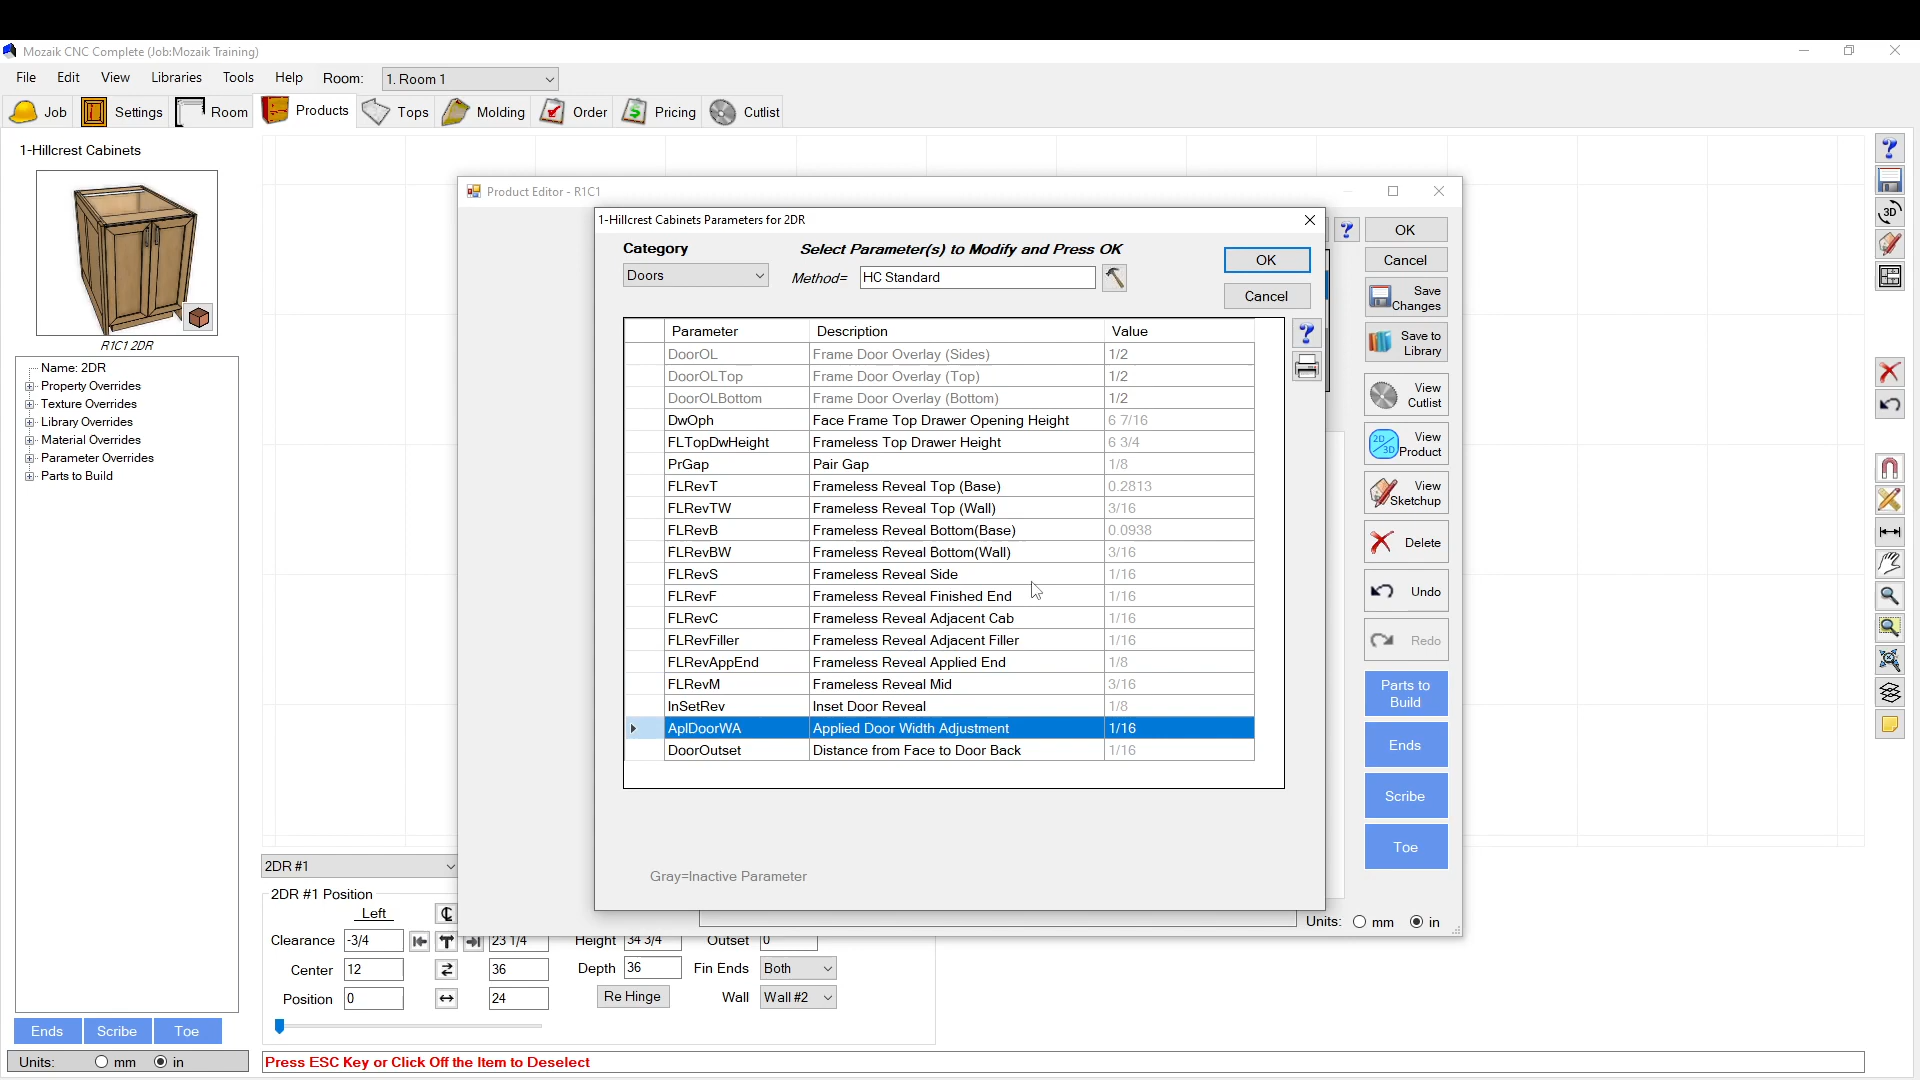 Mozaik CNC Complete (Job:Mozaik Training)
File Edit View Libraries Tools Help Room: 1. Room 1
Job Settings Room Products Tops Molding Order Pricing Cutlist
1-Hillcrest Cabinets
R1C1 2DR
Name: 2DR
Property Overrides
Texture Overrides
Library Overrides
Material Overrides
Parameter Overrides
Parts to Build
Ends Scribe Toe
Units: mm in
Product Editor - R1C1
1-Hillcrest Cabinets Parameters for 2DR
Category
Select Parameter(s) to Modify and Press OK
Doors
Method= HC Standard
OK
Cancel
Parameter Description Value
DoorOL Frame Door Overlay (Sides) 1/2
DoorOLTop Frame Door Overlay (Top) 1/2
DoorOLBottom Frame Door Overlay (Bottom) 1/2
DwOph Face Frame Top Drawer Opening Height 6 7/16
FLTopDwHeight Frameless Top Drawer Height 6 3/4
PrGap Pair Gap 1/8
FLRevT Frameless Reveal Top (Base) 0.2813
FLRevTW Frameless Reveal Top (Wall) 3/16
FLRevB Frameless Reveal Bottom(Base) 0.0938
FLRevBW Frameless Reveal Bottom(Wall) 3/16
FLRevS Frameless Reveal Side 1/16
FLRevF Frameless Reveal Finished End 1/16
FLRevC Frameless Reveal Adjacent Cab 1/16
FLRevFiller Frameless Reveal Adjacent Filler 1/16
FLRevAppEnd Frameless Reveal Applied End 1/8
FLRevM Frameless Reveal Mid 3/16
InSetRev Inset Door Reveal 1/8
AplDoorWA Applied Door Width Adjustment 1/16
DoorOutset Distance from Face to Door Back 1/16
Gray=Inactive Parameter
OK
Cancel
Save Changes
Save to Library
View Cutlist
2D/3D View Product
View Sketchup
Delete
Undo
Redo
Parts to Build
Ends
Scribe
Toe
Units: mm in
3D
2DR #1
2DR #1 Position
Left
Clearance -3/4 23 1/4 Height 34 3/4 Outset 0
Center 12 36 Depth 36 Fin Ends Both
Position 0 24 Re Hinge Wall Wall #2
Press ESC Key or Click Off the Item to Deselect